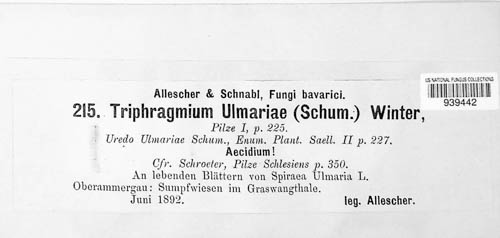 Allescher & Schnabl, Fungi bavarici.
215. Triphragmium Ulmariae (Schum.) Winter,
Pilze I, p. 225.
Uredo Ulmariae Schum., Enum. Plant. Saell. II p. 227.
Aecidium!
Cfr. Schroeter, Pilze Schlesiens p. 350.
An lebenden Blättern von Spiraea Ulmaria L.
Oberammergau: Sumpfwiesen im Graswangthale.
Juni 1892. leg. Allescher.
US NATIONAL FUNGUS COLLECTIONS
939442